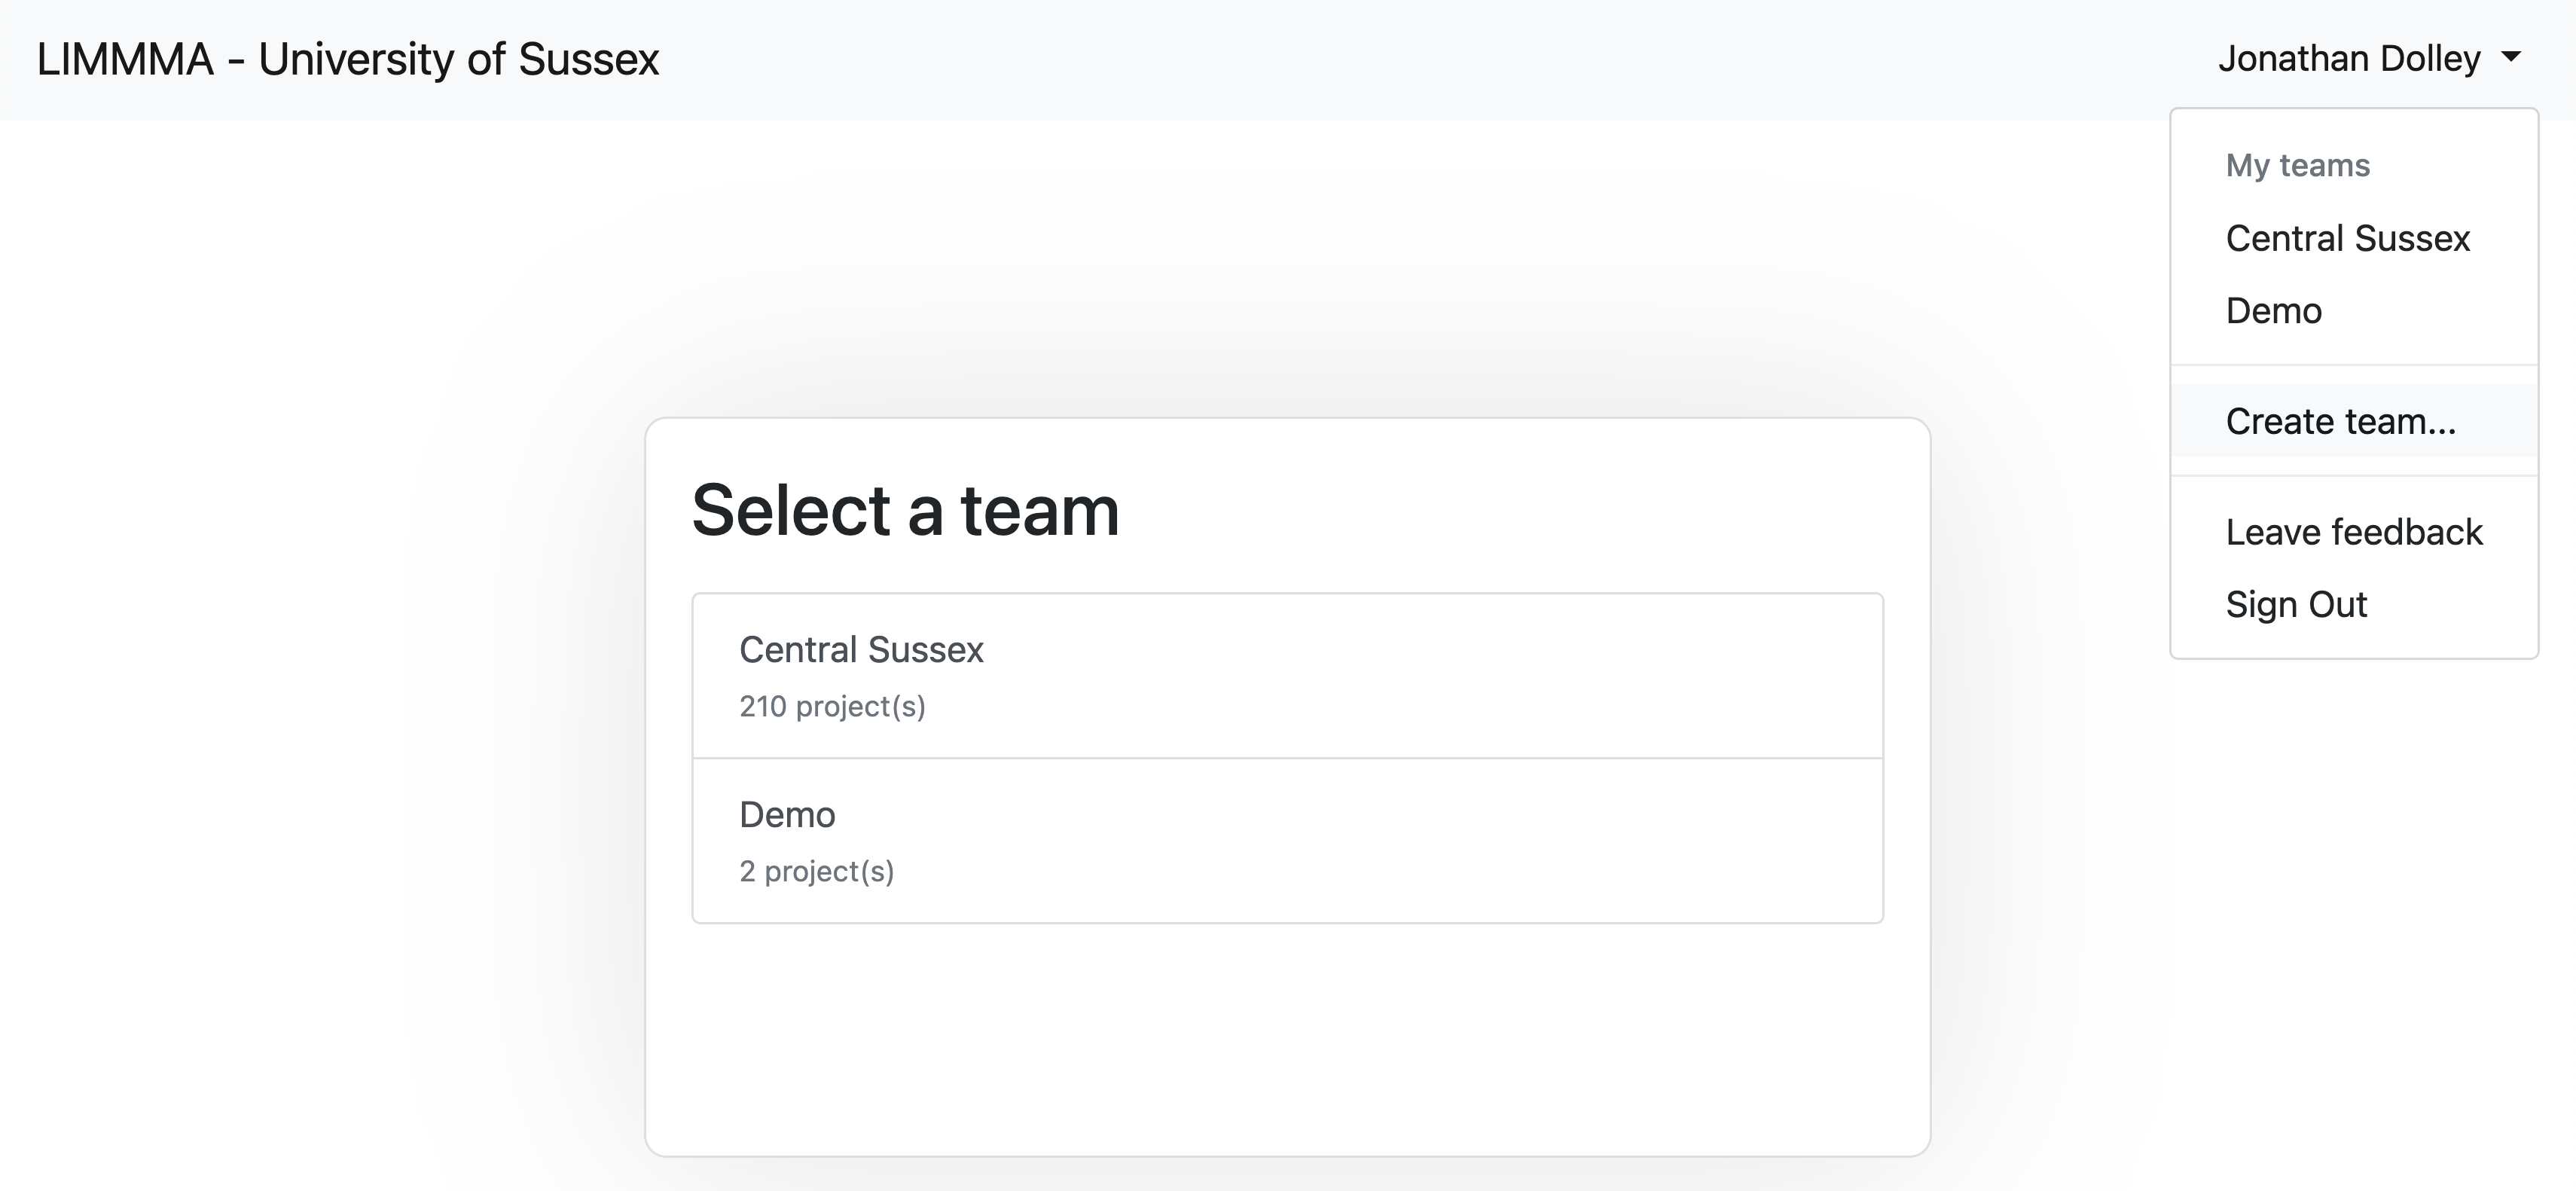 LIMMMA - University of Sussex
Jonathan Dolley
My teams
Central Sussex
Demo
Create team...
Leave feedback
Sign Out
Select a team
Central Sussex
210 project(s)
Demo
2 project(s)